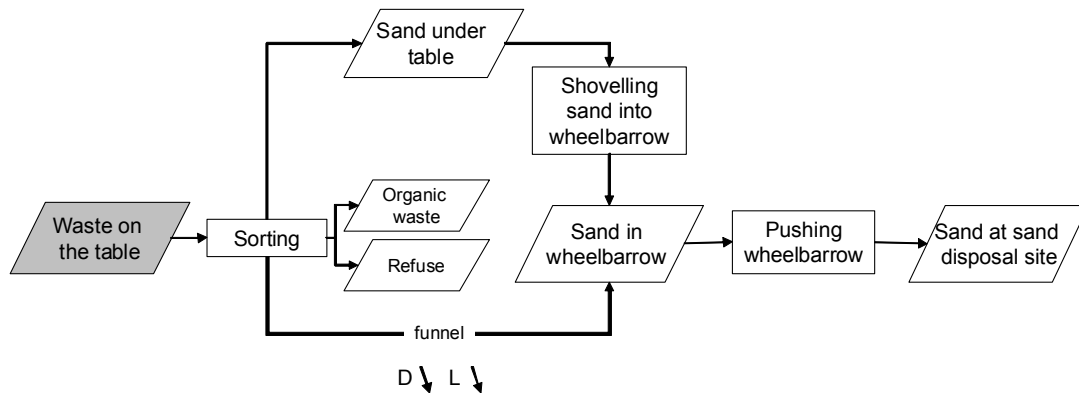 Sand under
table
Shovelling
sand into
wheelbarrow
Waste on
the table
Sorting
Organic
waste
Refuse
Sand in
wheelbarrow
Pushing
wheelbarrow
Sand at sand
disposal site
funnel
D L